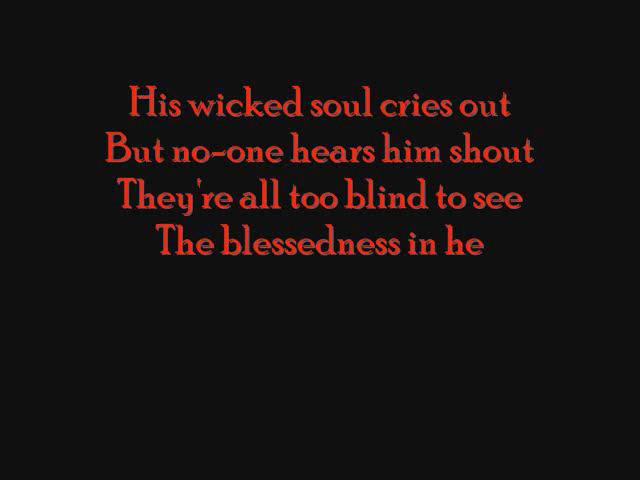 His wicked soul cries out
But no-one hears him shout
They're all too blind to see
The blessedness in he